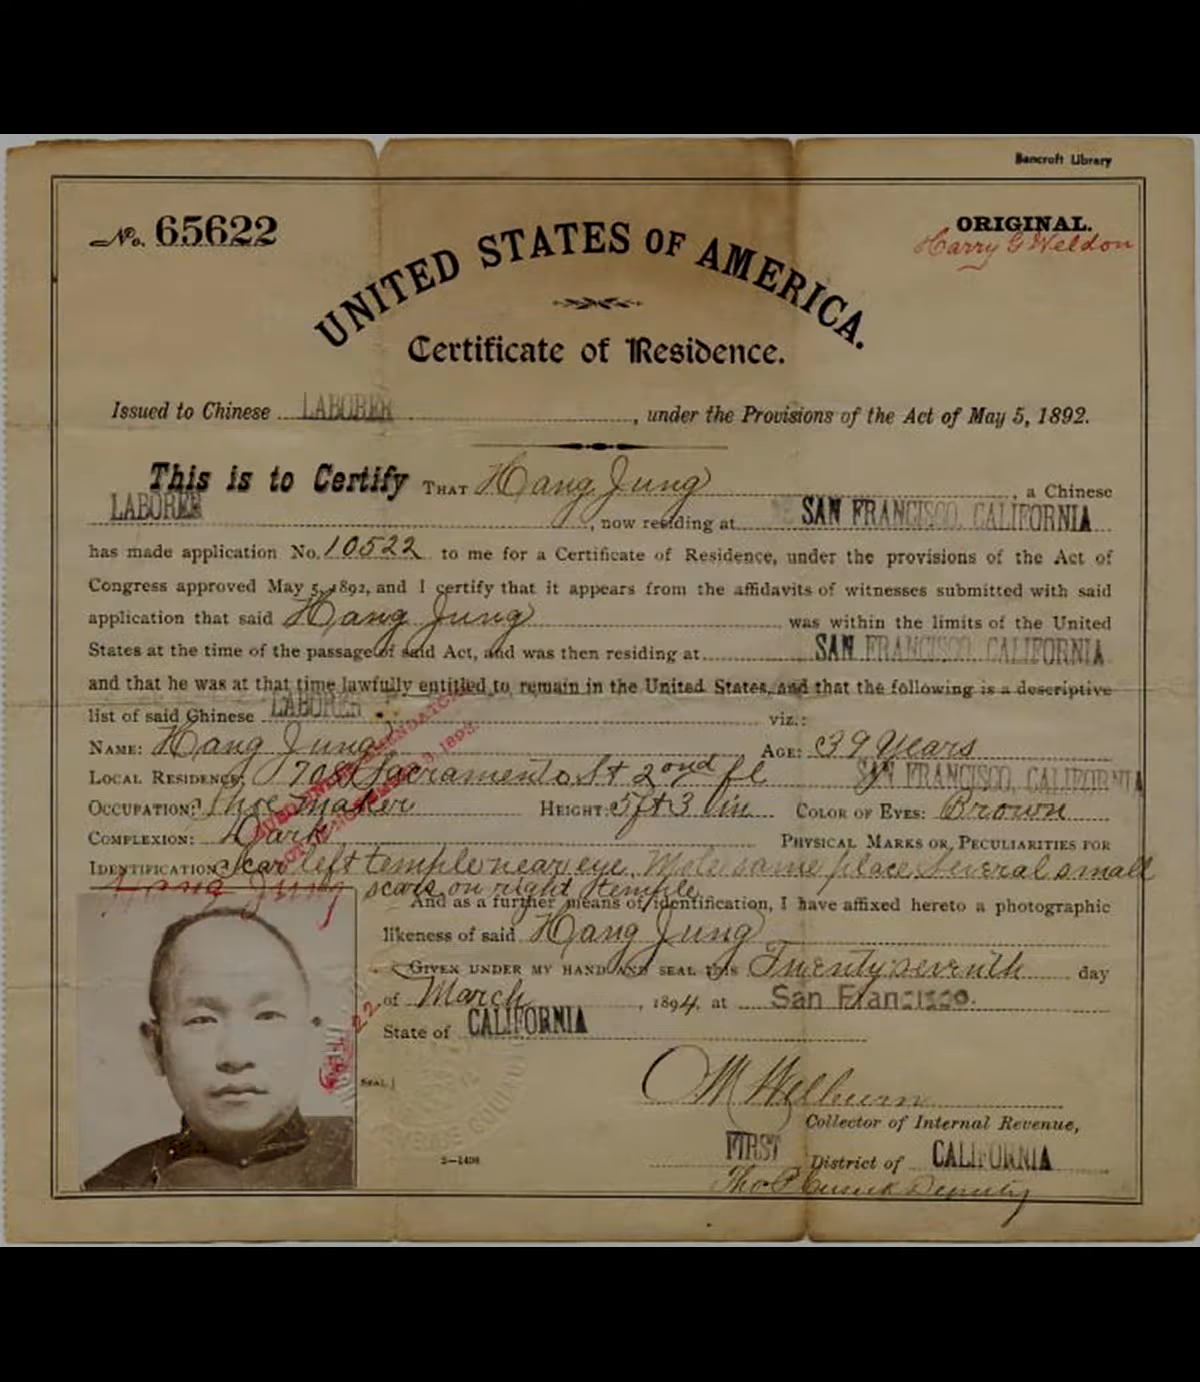 Bancroft Library
No. 65622
ORIGINAL.
Harry G Weldon
UNITED STATES OF AMERICA.
Certificate of Residence.
Issued to Chinese LABORER, under the Provisions of the Act of May 5, 1892.
This is to Certify THAT Hang Jung, a Chinese
LABORER, now residing at SAN FRANCISCO, CALIFORNIA
has made application No. 10522 to me for a Certificate of Residence, under the provisions of the Act of
Congress approved May 5, 1892, and I certify that it appears from the affidavits of witnesses submitted with said
application that said Hang Jung was within the limits of the United
States at the time of the passage of said Act, and was then residing at SAN FRANCISCO, CALIFORNIA
and that he was at that time lawfully entitled to remain in the United States, and that the following is a descriptive
list of said Chinese LABORER viz.:
NAME: Hang Jung AGE: 39 Years
LOCAL RESIDENCE: 708 Sacramento St 2ond fl SAN FRANCISCO, CALIFORNIA
OCCUPATION: Shoe maker HEIGHT: 5 ft 3 in COLOR OF EYES: Brown
COMPLEXION: Dark PHYSICAL MARKS OR PECULIARITIES FOR
IDENTIFICATION: Scar left temple near eye. Mole same place Several small
scars on right temple
Hang Jung
And as a further means of identification, I have affixed hereto a photographic
likeness of said Hang Jung
GIVEN UNDER MY HAND AND SEAL THIS Twenty seventh day
of March, 1894, at San Francisco.
State of CALIFORNIA
SEAL.]
O M Welburn
Collector of Internal Revenue,
FIRST District of CALIFORNIA
3—1408
Deputy